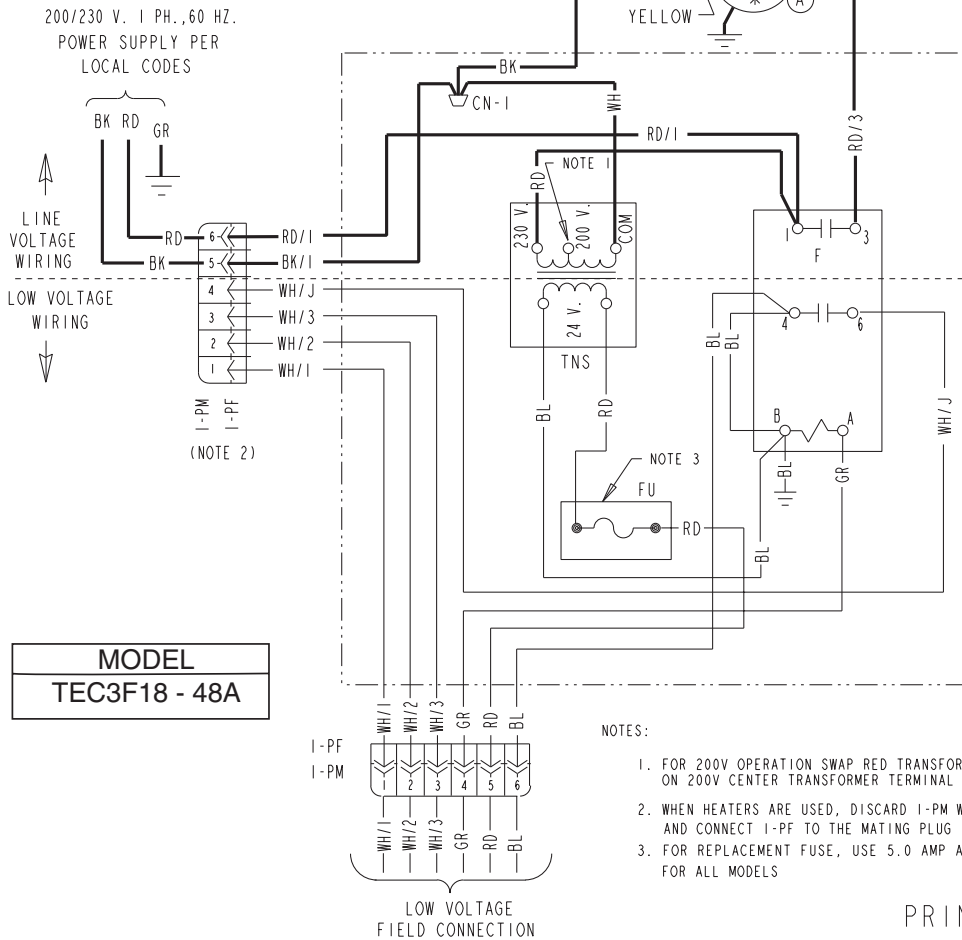 200/230 V. 1 PH.,60 HZ.
POWER SUPPLY PER
LOCAL CODES
YELLOW
A
BK
CN-1
WH
BK RD GR
RD/1
RD/3
NOTE 1
RD
LINE
VOLTAGE
WIRING
230 V.
200 V.
COM
RD
6
RD/1
1
3
F
BK
5
BK/1
LOW VOLTAGE
WIRING
4
WH/J
3
WH/3
24 V.
4
6
2
WH/2
BL
BL
TNS
1
WH/1
1-PM
1-PF
BL
RD
B
A
WH/J
(NOTE 2)
NOTE 3
BL
GR
FU
RD
BL
MODEL
TEC3F18 - 48A
WH/1
WH/2
WH/3
GR
RD
BL
1-PF
1-PM
1 2 3 4 5 6
WH/1
WH/2
WH/3
GR
RD
BL
LOW VOLTAGE
FIELD CONNECTION
NOTES:
1. FOR 200V OPERATION SWAP RED TRANSFOR
ON 200V CENTER TRANSFORMER TERMINAL
2. WHEN HEATERS ARE USED, DISCARD 1-PM W
AND CONNECT 1-PF TO THE MATING PLUG
3. FOR REPLACEMENT FUSE, USE 5.0 AMP A
FOR ALL MODELS
PRIN